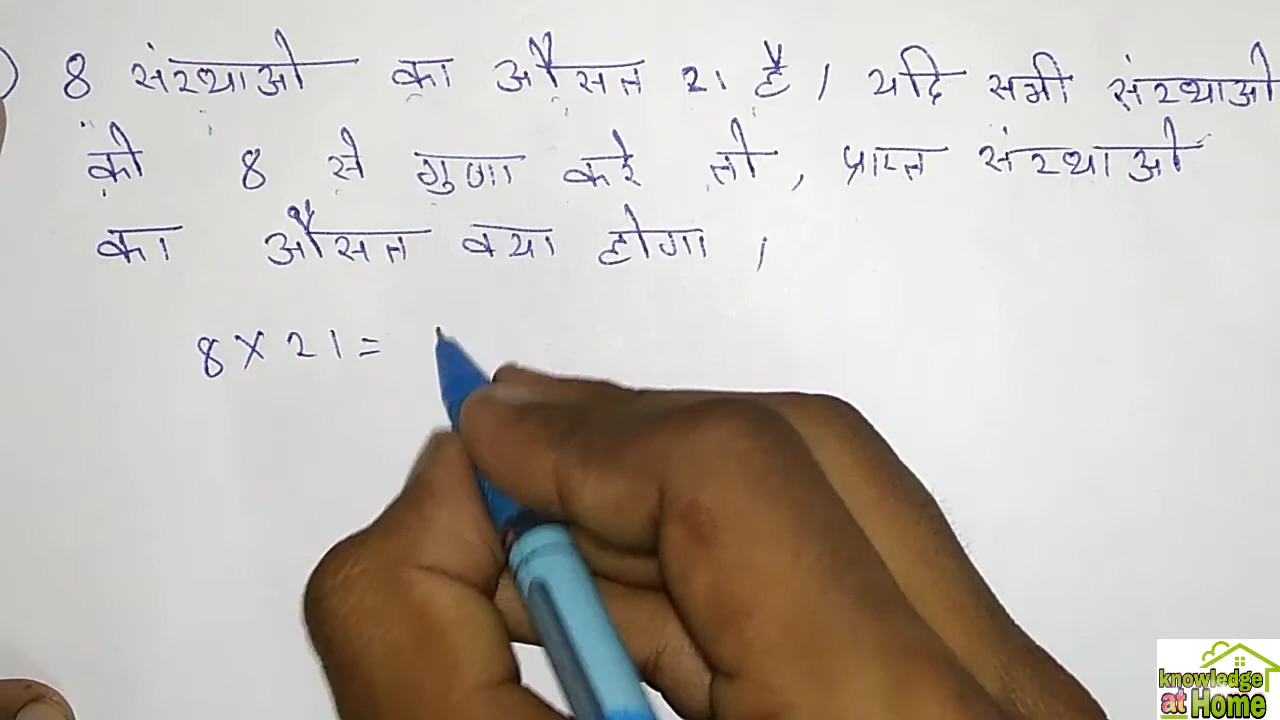 ) 8 संख्याओ का औसत 21 है । यदि सभी संख्याओ
को 8 से गुणा करे तो, प्राप्त संख्याओ
का औसत क्या होगा ,
8 × 21 =
knowledge
at Home